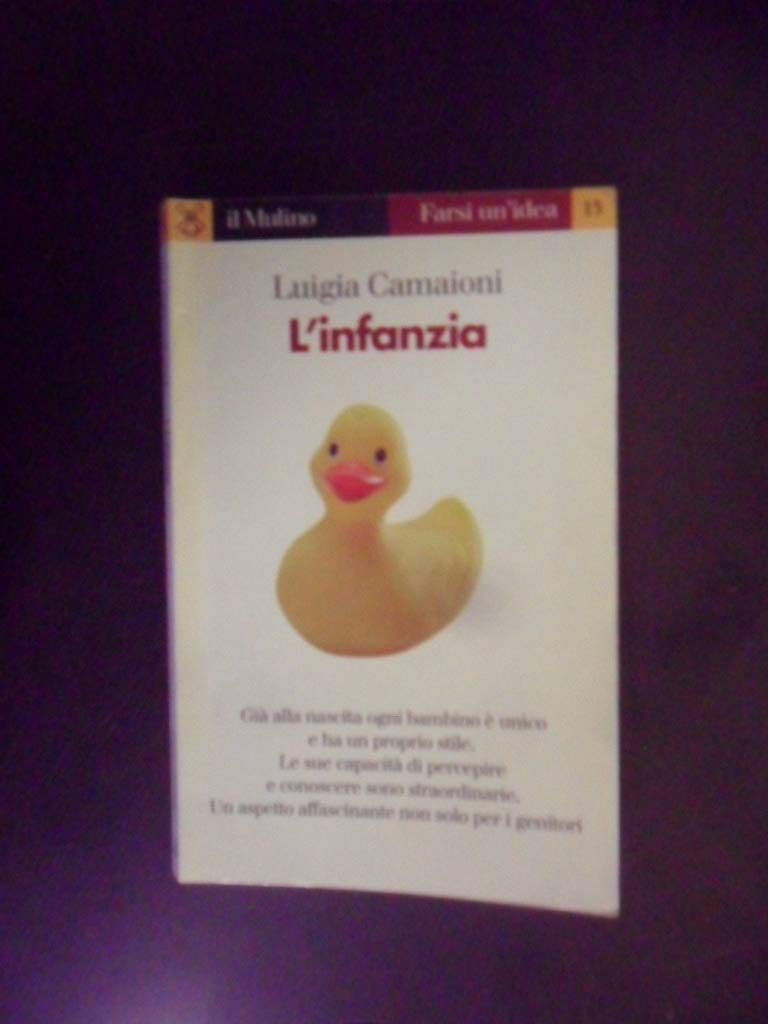 il Mulino Farsi un'idea 15
Luigia Camaioni
L'infanzia
Già alla nascita ogni bambino è unico
e ha un proprio stile.
Le sue capacità di percepire
e conoscere sono straordinarie.
Un aspetto affascinante non solo per i genitori